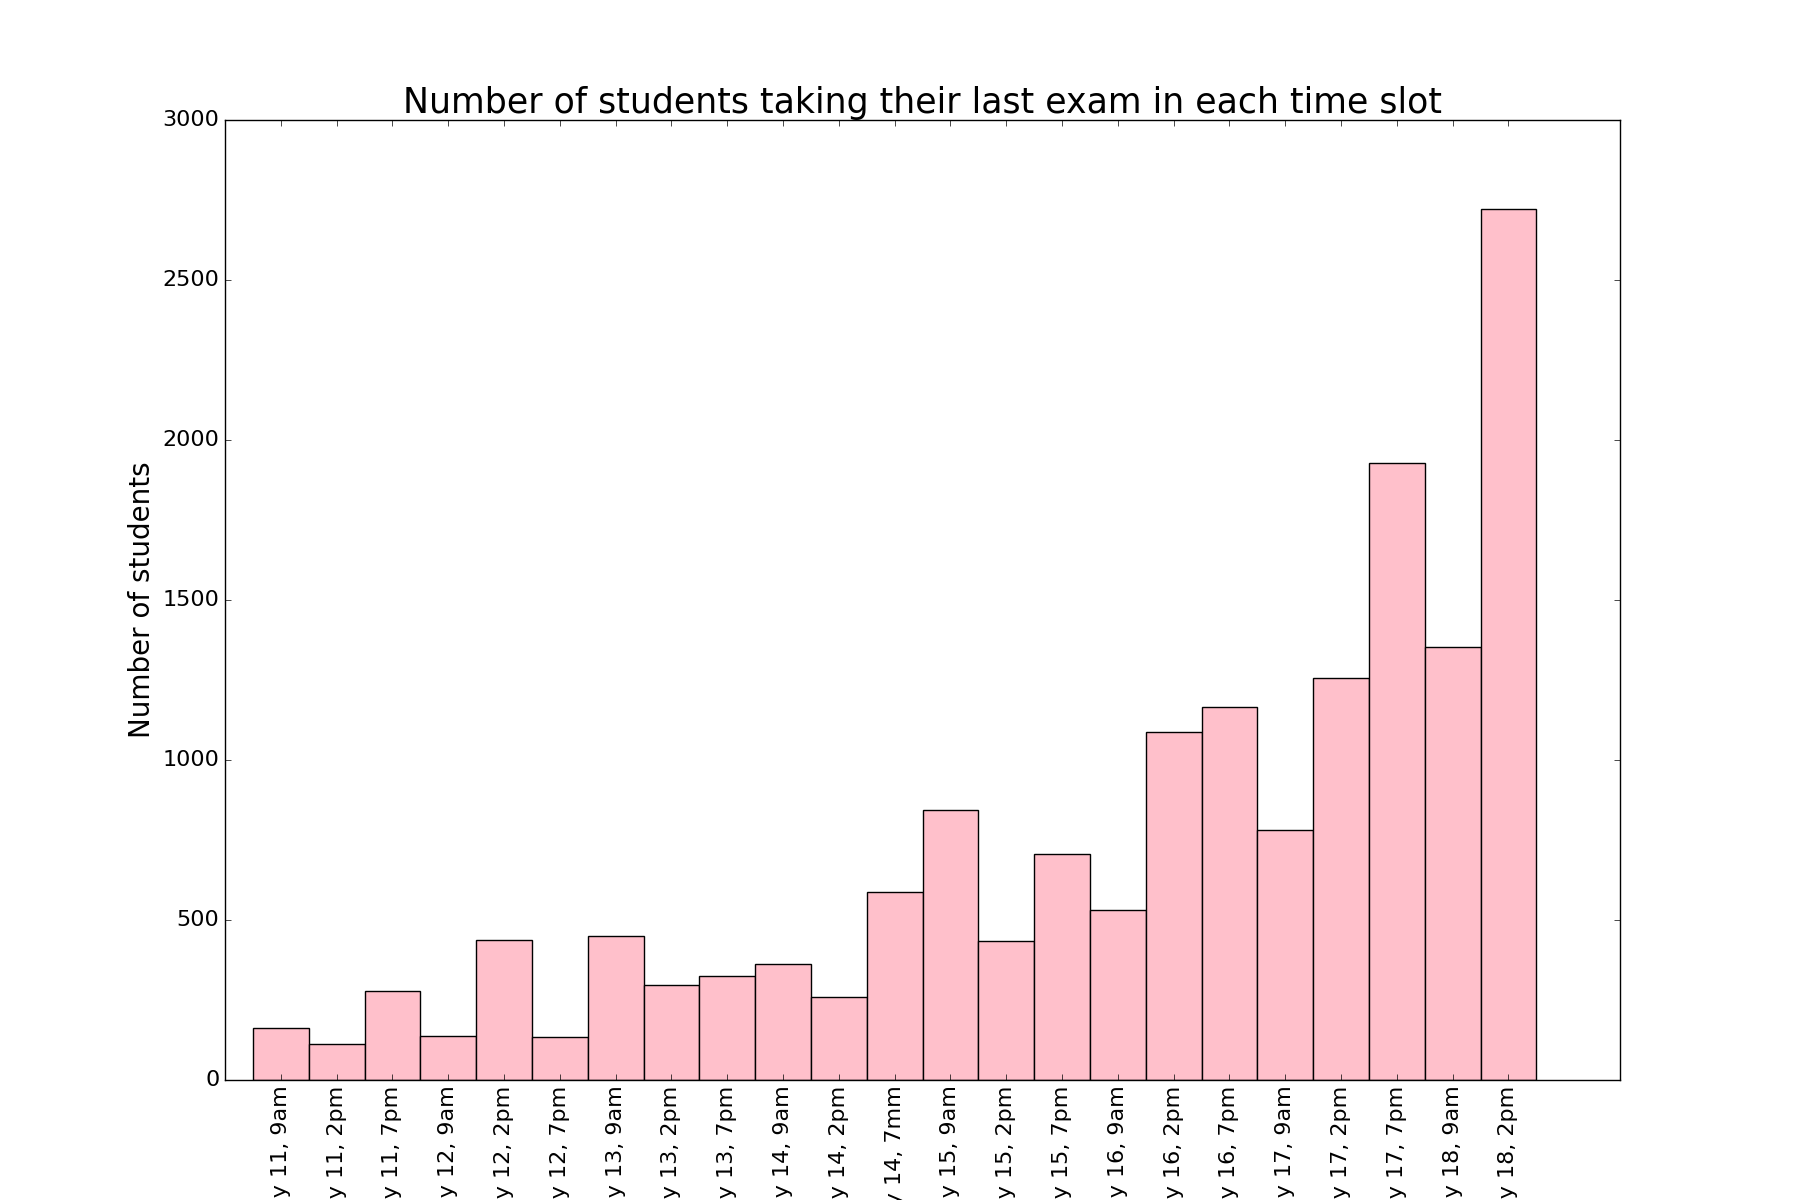 Number of students taking their last exam in each time slot
Number of students
3000
2500
2000
1500
1000
500
0
y 11, 9am
y 11, 2pm
y 11, 7pm
y 12, 9am
y 12, 2pm
y 12, 7pm
y 13, 9am
y 13, 2pm
y 13, 7pm
y 14, 9am
y 14, 2pm
y 14, 7mm
y 15, 9am
y 15, 2pm
y 15, 7pm
y 16, 9am
y 16, 2pm
y 16, 7pm
y 17, 9am
y 17, 2pm
y 17, 7pm
y 18, 9am
y 18, 2pm